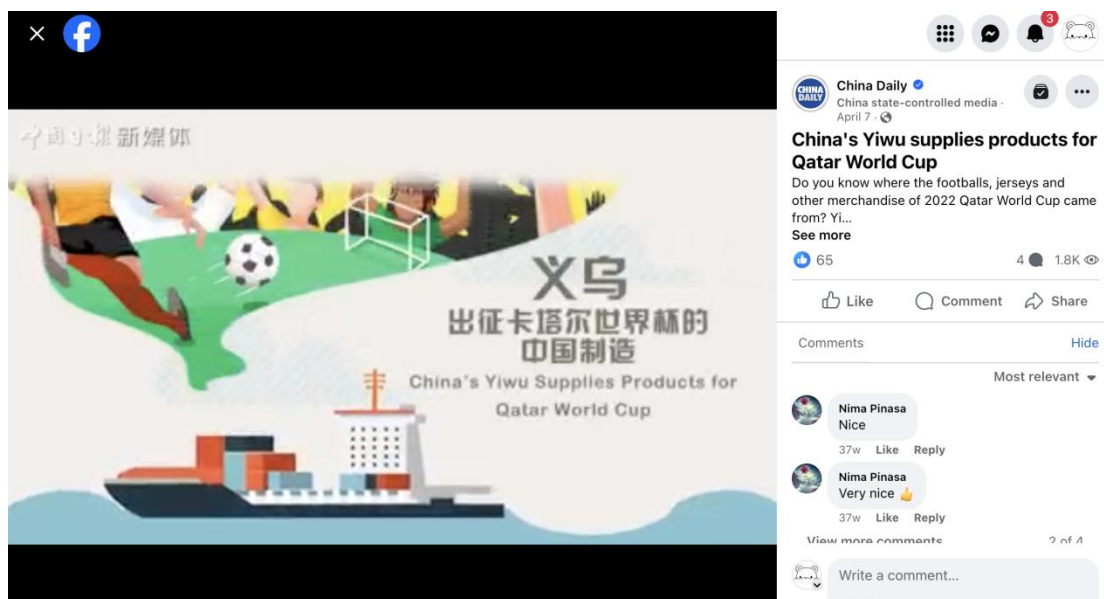 中国日报新媒体
义乌
出征卡塔尔世界杯的
中国制造
China's Yiwu Supplies Products for
Qatar World Cup
3
CHINA DAILY
China Daily
China state-controlled media ·
April 7 ·
China's Yiwu supplies products for
Qatar World Cup
Do you know where the footballs, jerseys and
other merchandise of 2022 Qatar World Cup came
from? Yi...
See more
65
4 1.8K
Like Comment Share
Comments Hide
Most relevant
Nima Pinasa
Nice
37w Like Reply
Nima Pinasa
Very nice 👍
37w Like Reply
View more comments 2 of 4
Write a comment...